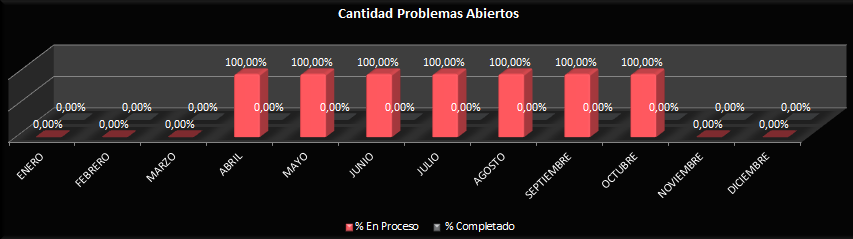 Cantidad Problemas Abiertos
100,00% 100,00% 100,00% 100,00% 100,00% 100,00% 100,00%
0,00% 0,00% 0,00% 0,00% 0,00% 0,00% 0,00% 0,00% 0,00% 0,00% 0,00% 0,00%
0,00% 0,00% 0,00% 0,00% 0,00%
ENERO FEBRERO MARZO ABRIL MAYO JUNIO JULIO AGOSTO SEPTIEMBRE OCTUBRE NOVIEMBRE DICIEMBRE
% En Proceso % Completado